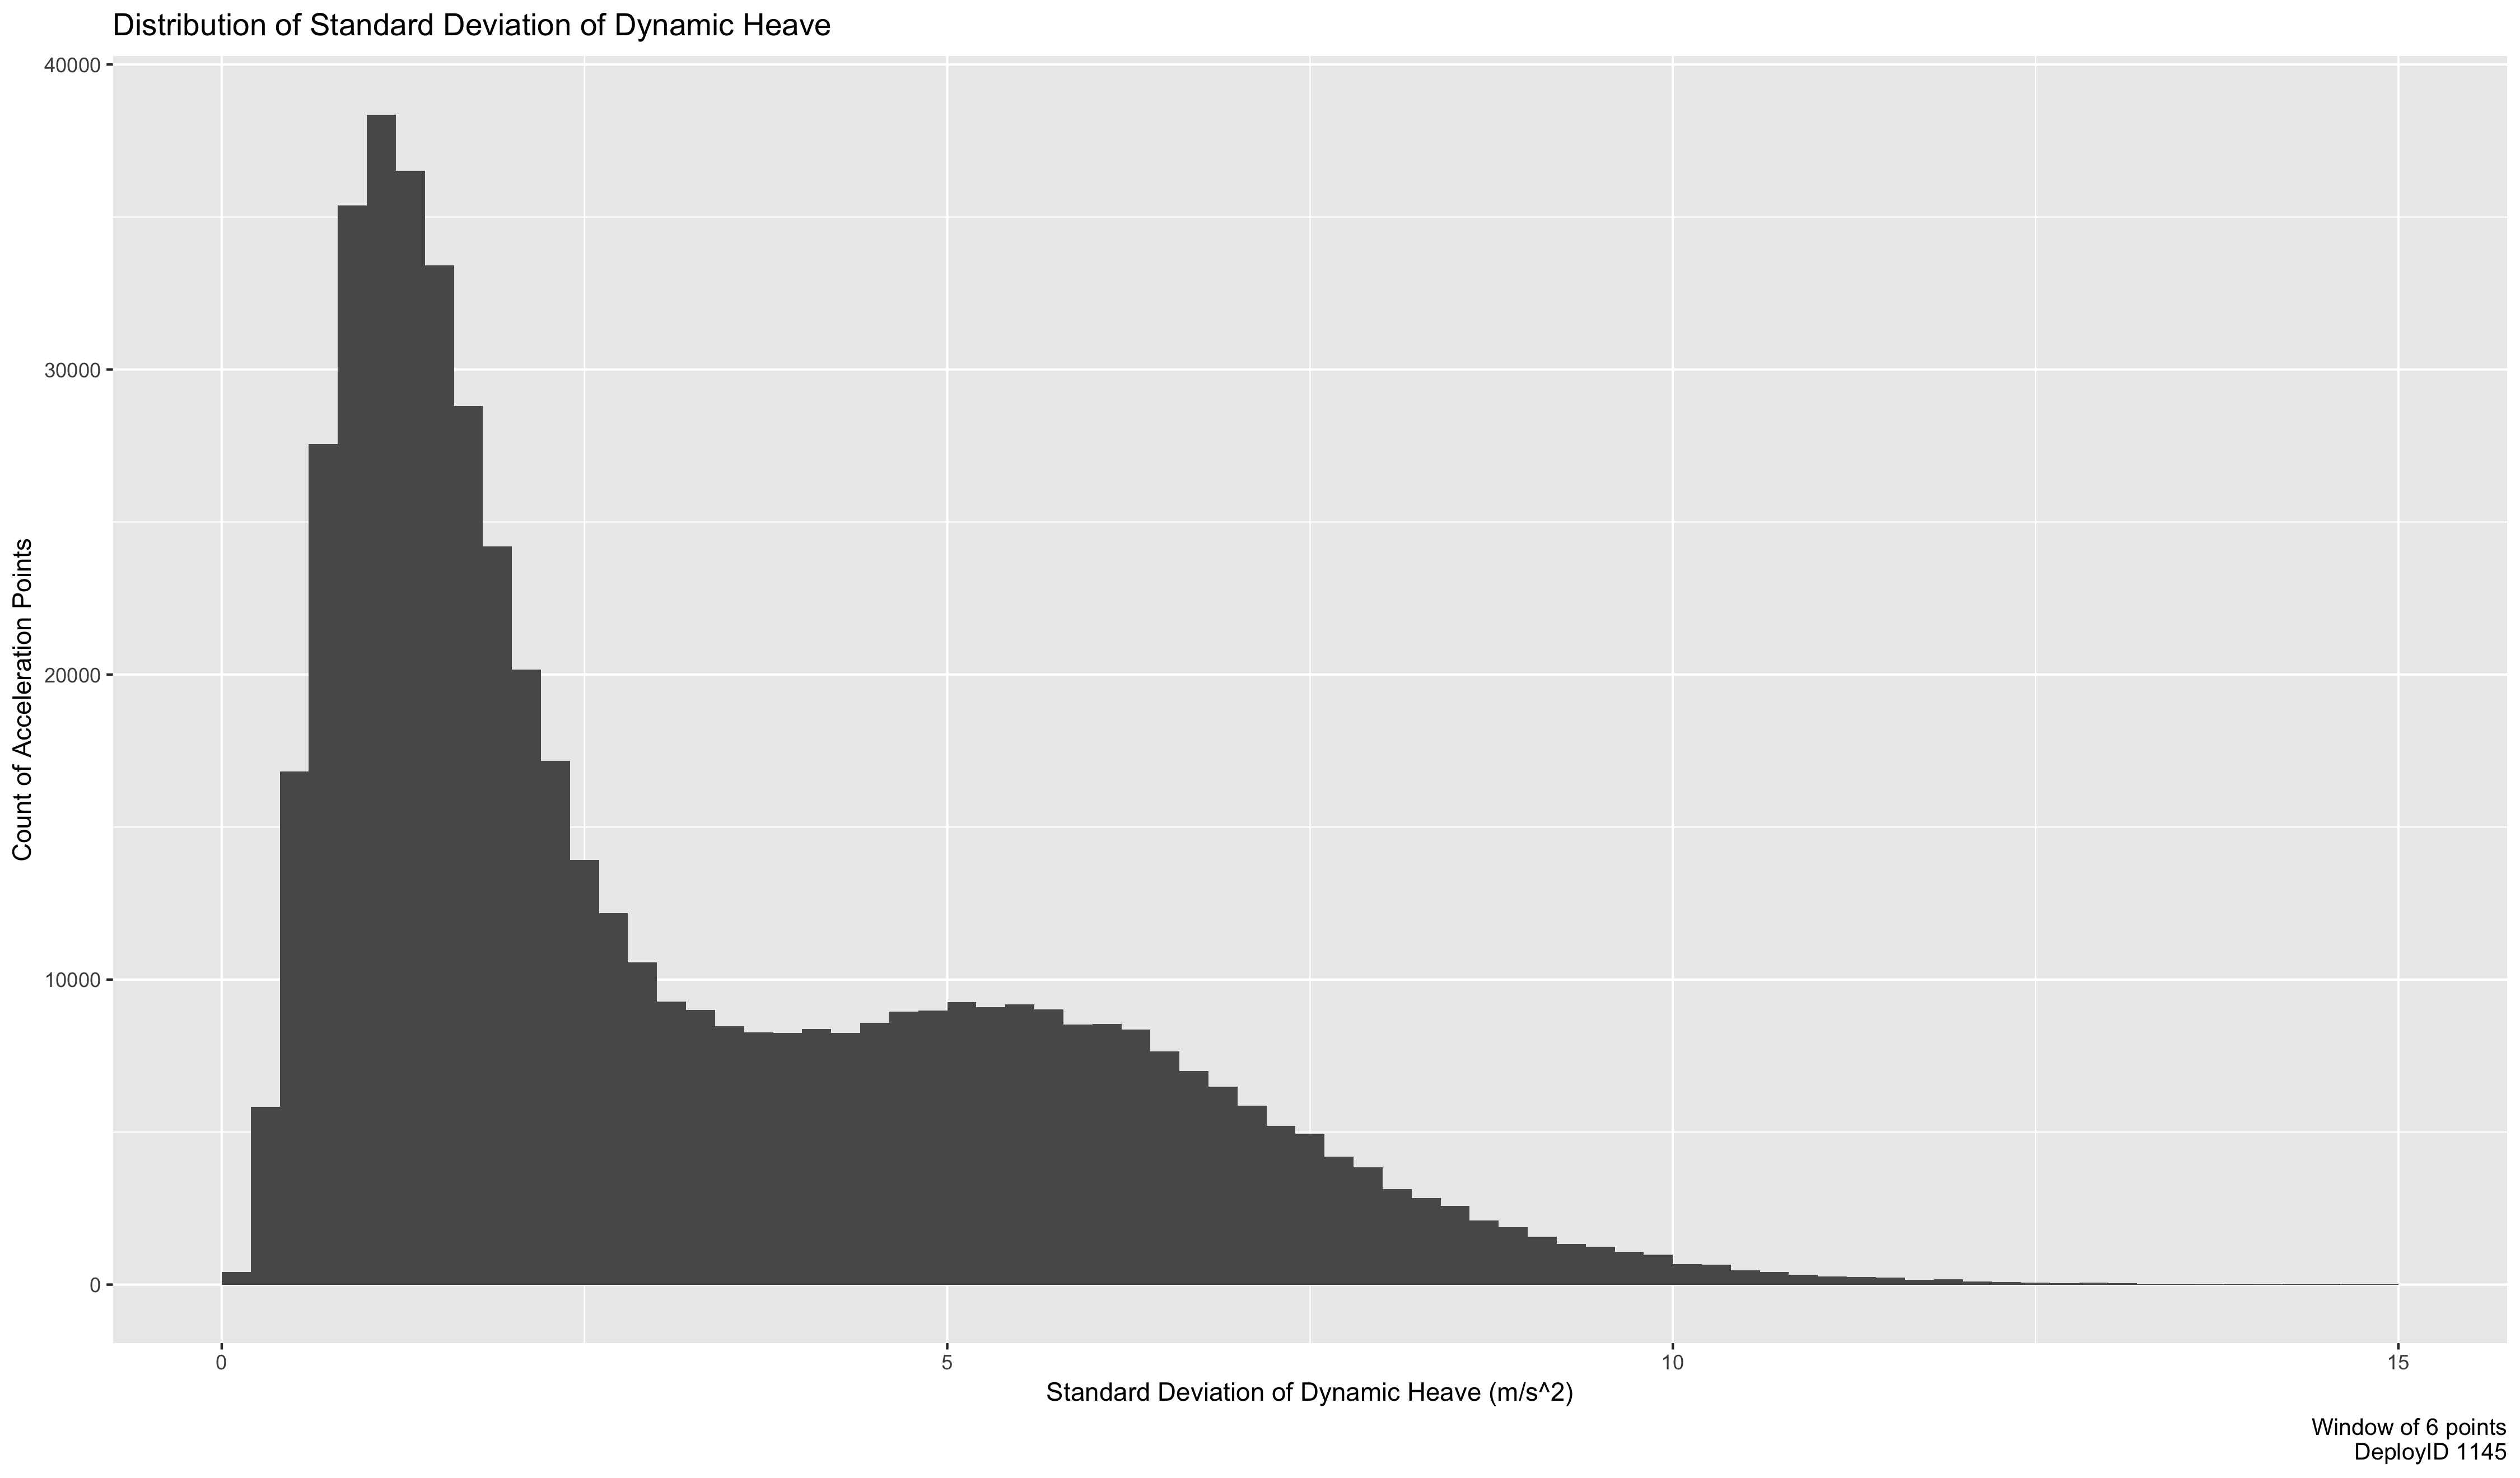 Distribution of Standard Deviation of Dynamic Heave
40000
30000
20000
10000
0
Count of Acceleration Points
0 5 10 15
Standard Deviation of Dynamic Heave (m/s^2)
Window of 6 points
DeployID 1145